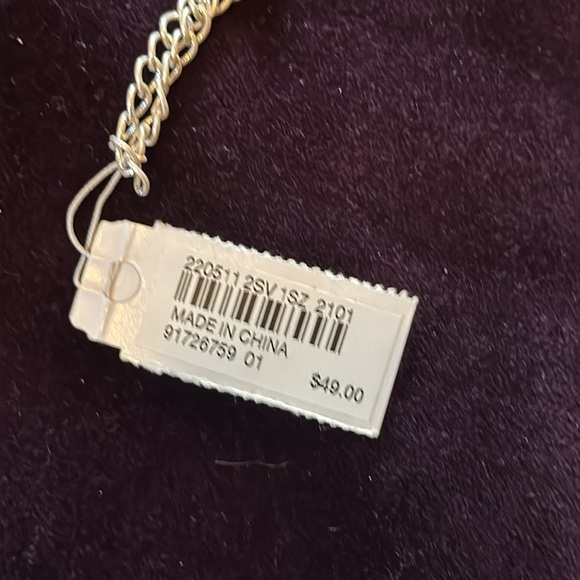 220511 2SV 1SZ 2101
MADE IN CHINA
91726759 01
$49.00